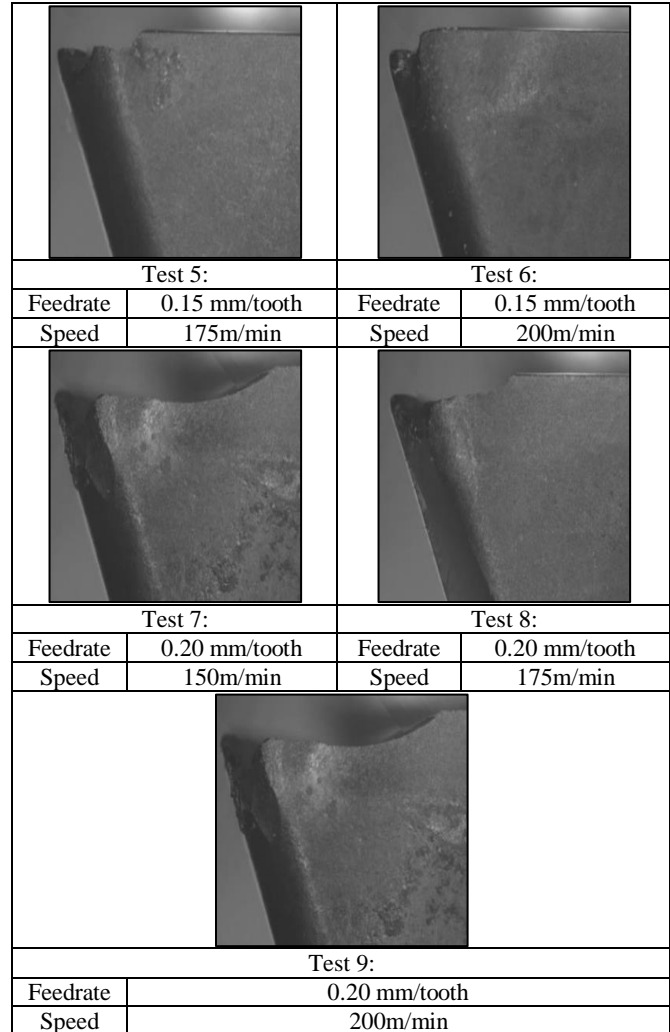 Test 5: Test 6:
Feedrate 0.15 mm/tooth Feedrate 0.15 mm/tooth
Speed 175m/min Speed 200m/min
Test 7: Test 8:
Feedrate 0.20 mm/tooth Feedrate 0.20 mm/tooth
Speed 150m/min Speed 175m/min
Test 9:
Feedrate 0.20 mm/tooth
Speed 200m/min